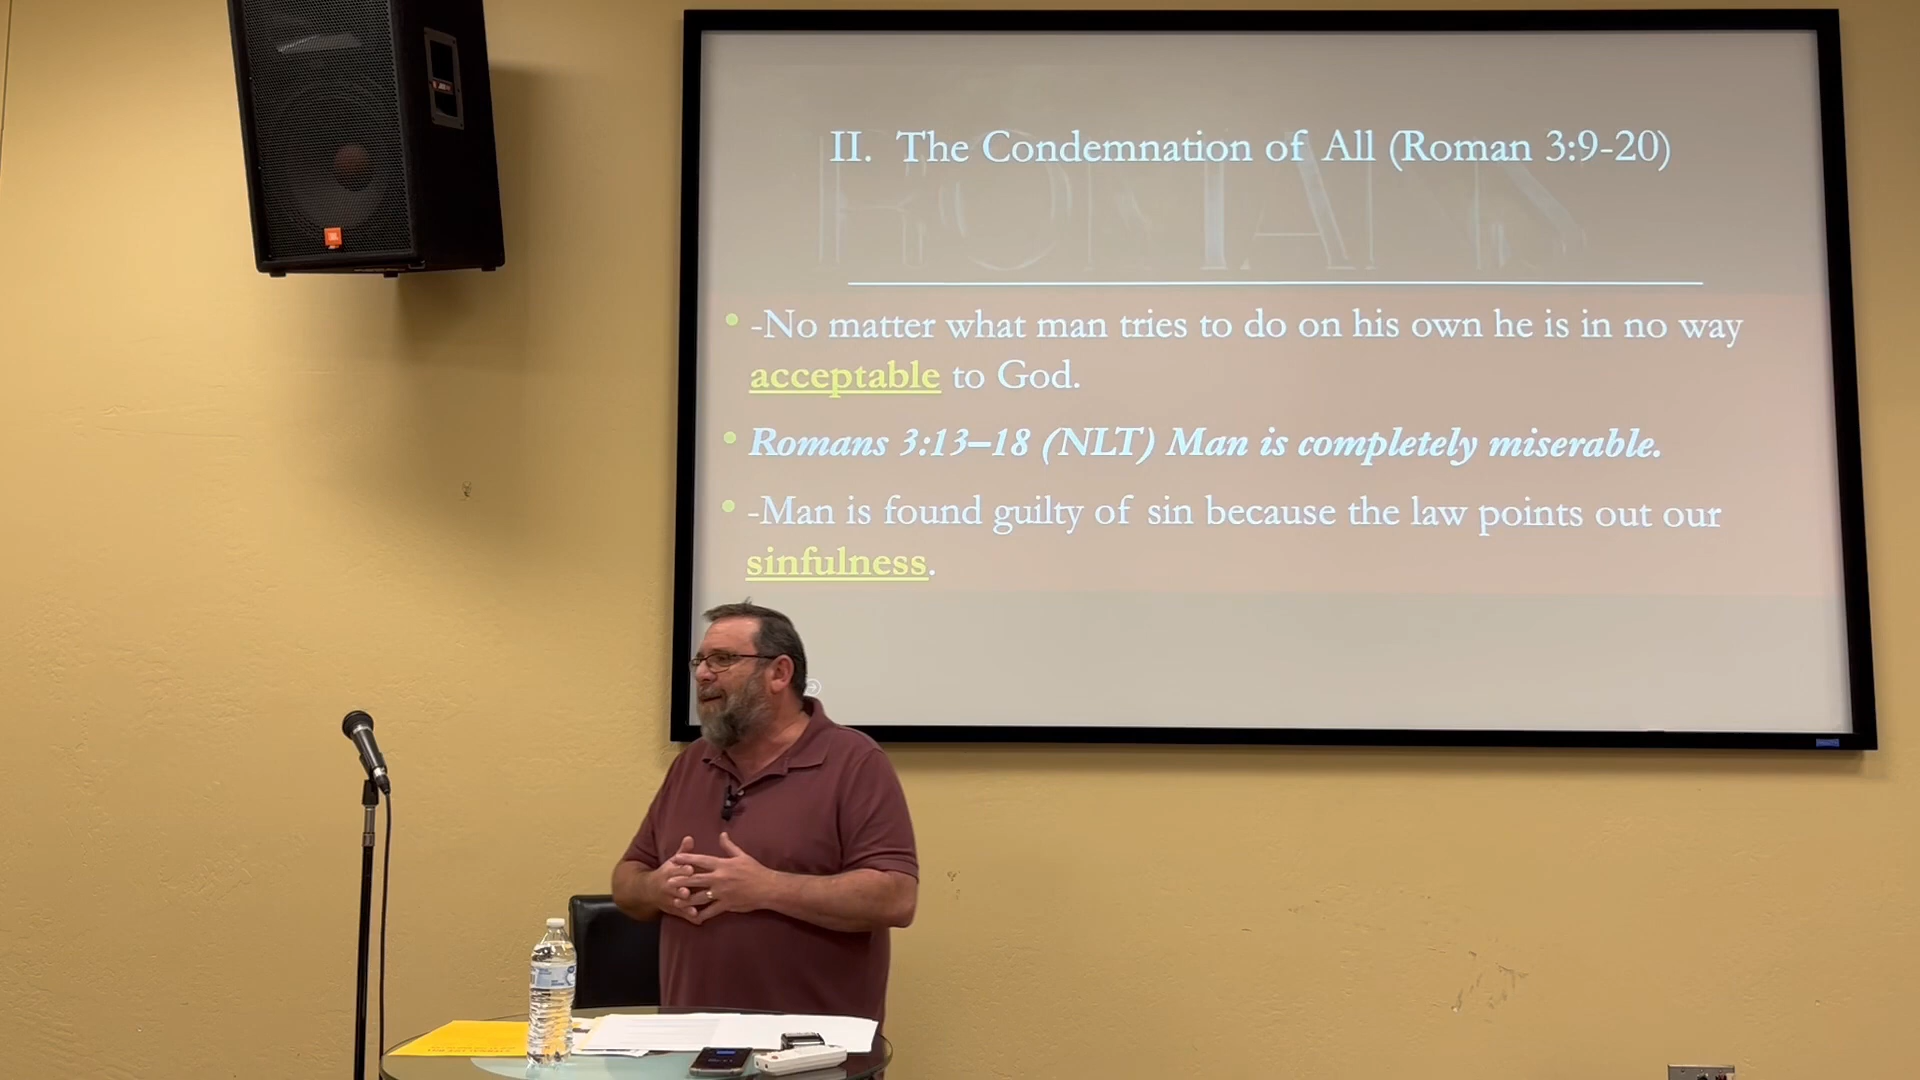 II. The Condemnation of All (Roman 3:9-20)
ROMANS
-No matter what man tries to do on his own he is in no way
acceptable to God.
Romans 3:13–18 (NLT) Man is completely miserable.
-Man is found guilty of sin because the law points out our
sinfulness.